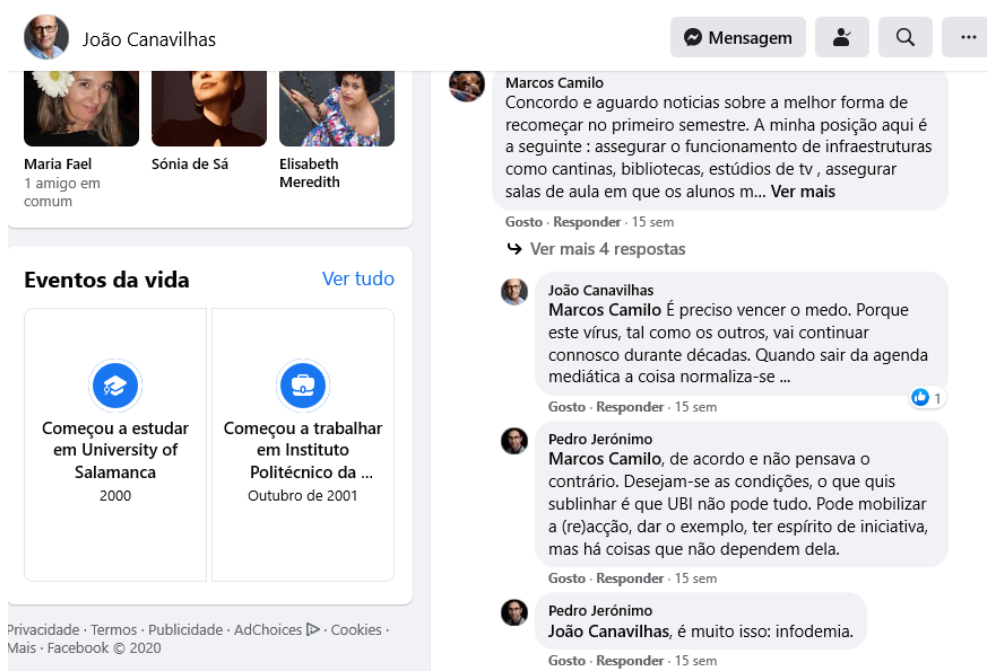 João Canavilhas
Mensagem
Maria Fael
1 amigo em
comum
Sónia de Sá
Elisabeth
Meredith
Eventos da vida
Ver tudo
Começou a estudar
em University of
Salamanca
2000
Começou a trabalhar
em Instituto
Politécnico da ...
Outubro de 2001
Privacidade · Termos · Publicidade · AdChoices · Cookies ·
Mais · Facebook © 2020
Marcos Camilo
Concordo e aguardo noticias sobre a melhor forma de
recomeçar no primeiro semestre. A minha posição aqui é
a seguinte : assegurar o funcionamento de infraestruturas
como cantinas, bibliotecas, estúdios de tv , assegurar
salas de aula em que os alunos m... Ver mais
Gosto · Responder · 15 sem
Ver mais 4 respostas
João Canavilhas
Marcos Camilo É preciso vencer o medo. Porque
este vírus, tal como os outros, vai continuar
connosco durante décadas. Quando sair da agenda
mediática a coisa normaliza-se ...
1
Gosto · Responder · 15 sem
Pedro Jerónimo
Marcos Camilo, de acordo e não pensava o
contrário. Desejam-se as condições, o que quis
sublinhar é que UBI não pode tudo. Pode mobilizar
a (re)acção, dar o exemplo, ter espírito de iniciativa,
mas há coisas que não dependem dela.
Gosto · Responder · 15 sem
Pedro Jerónimo
João Canavilhas, é muito isso: infodemia.
Gosto · Responder · 15 sem